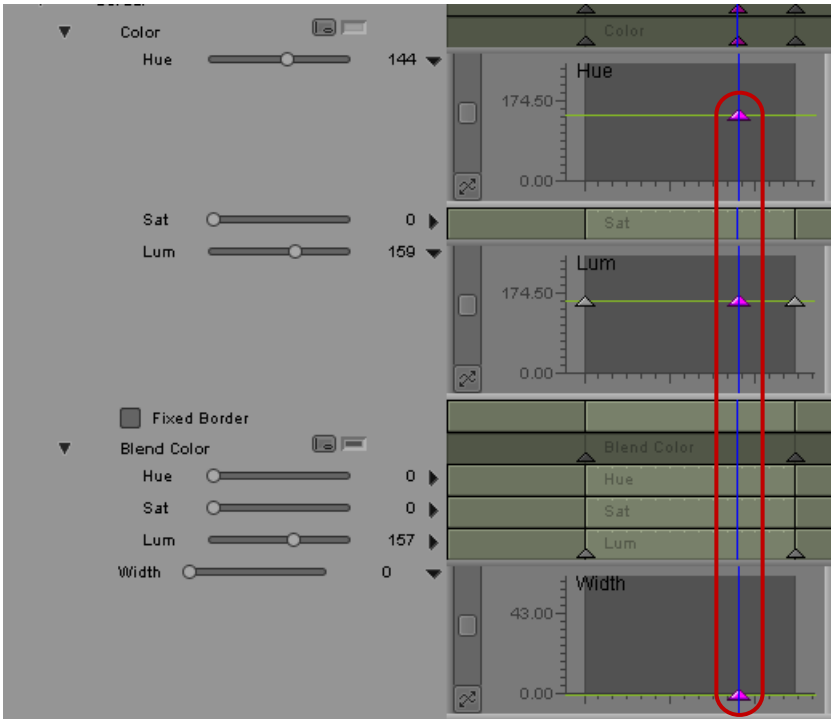 Color
Color
Hue 144
Hue
174.50
0.00
Sat 0
Sat
Lum 159
Lum
174.50
0.00
Fixed Border
Blend Color
Blend Color
Hue 0
Hue
Sat 0
Sat
Lum 157
Lum
Width 0
Width
43.00
0.00